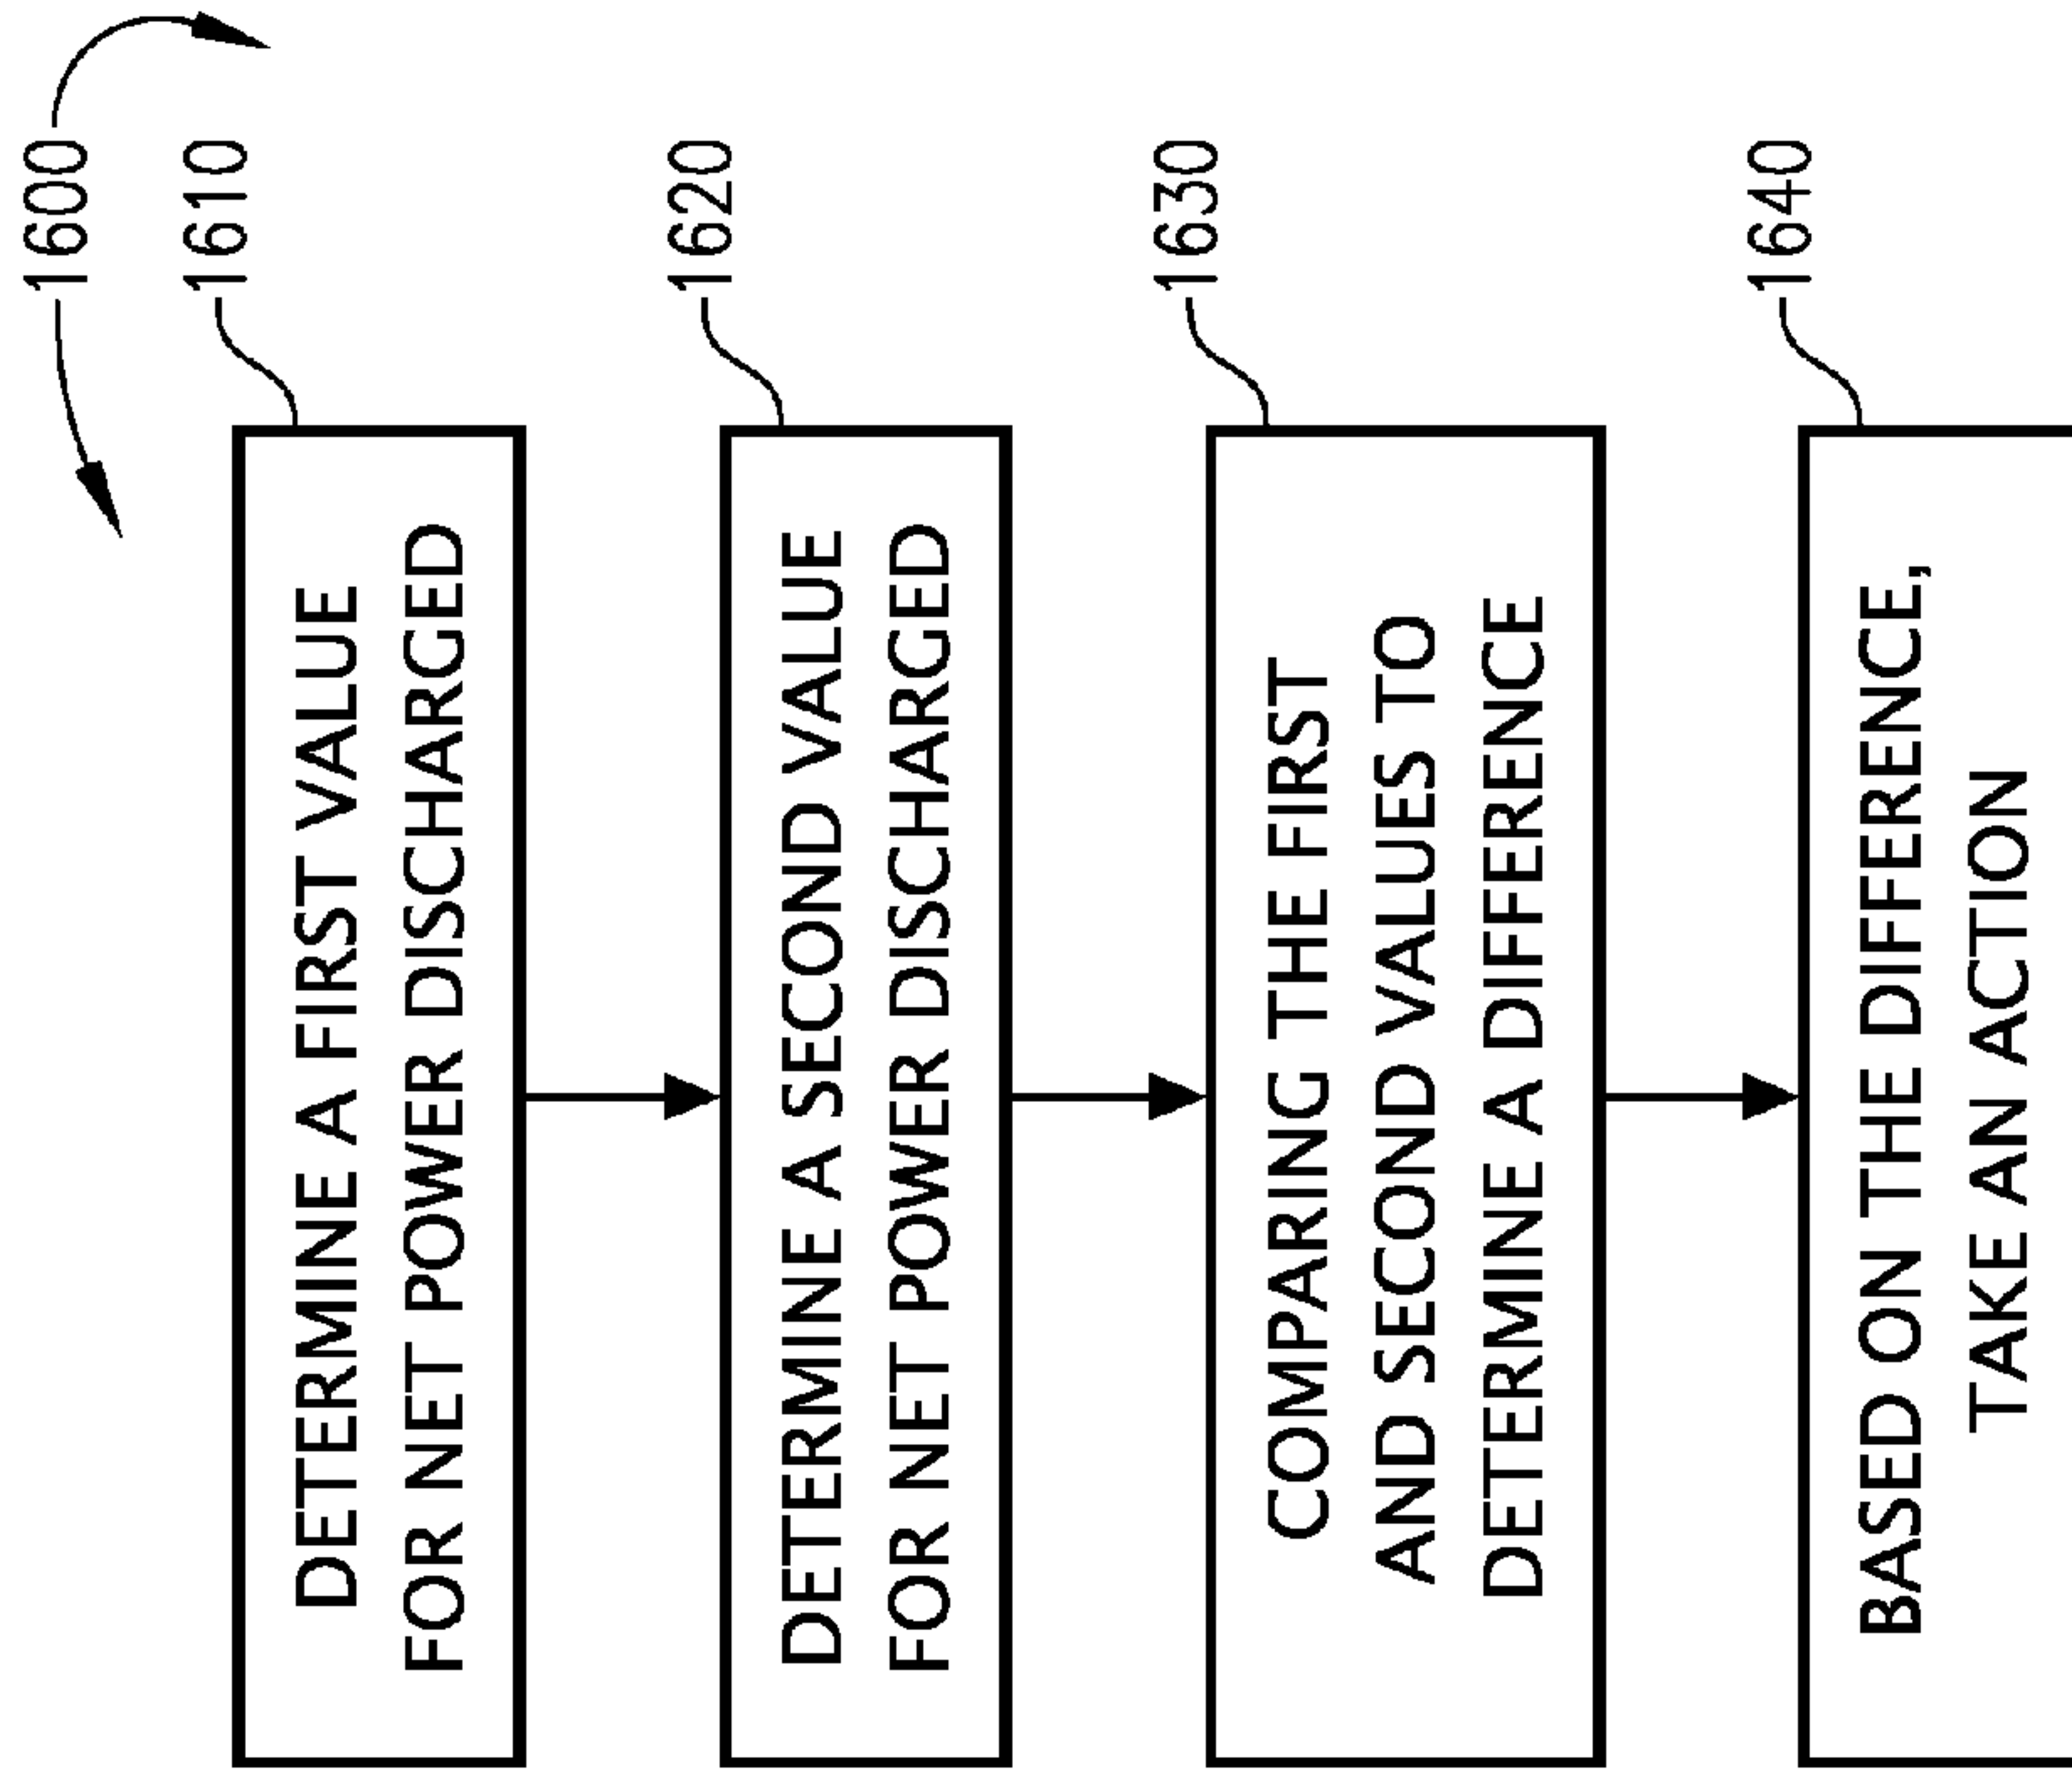 1600
1610
DETERMINE A FIRST VALUE
FOR NET POWER DISCHARGED
1620
DETERMINE A SECOND VALUE
FOR NET POWER DISCHARGED
1630
COMPARING THE FIRST
AND SECOND VALUES TO
DETERMINE A DIFFERENCE
1640
BASED ON THE DIFFERENCE,
TAKE AN ACTION